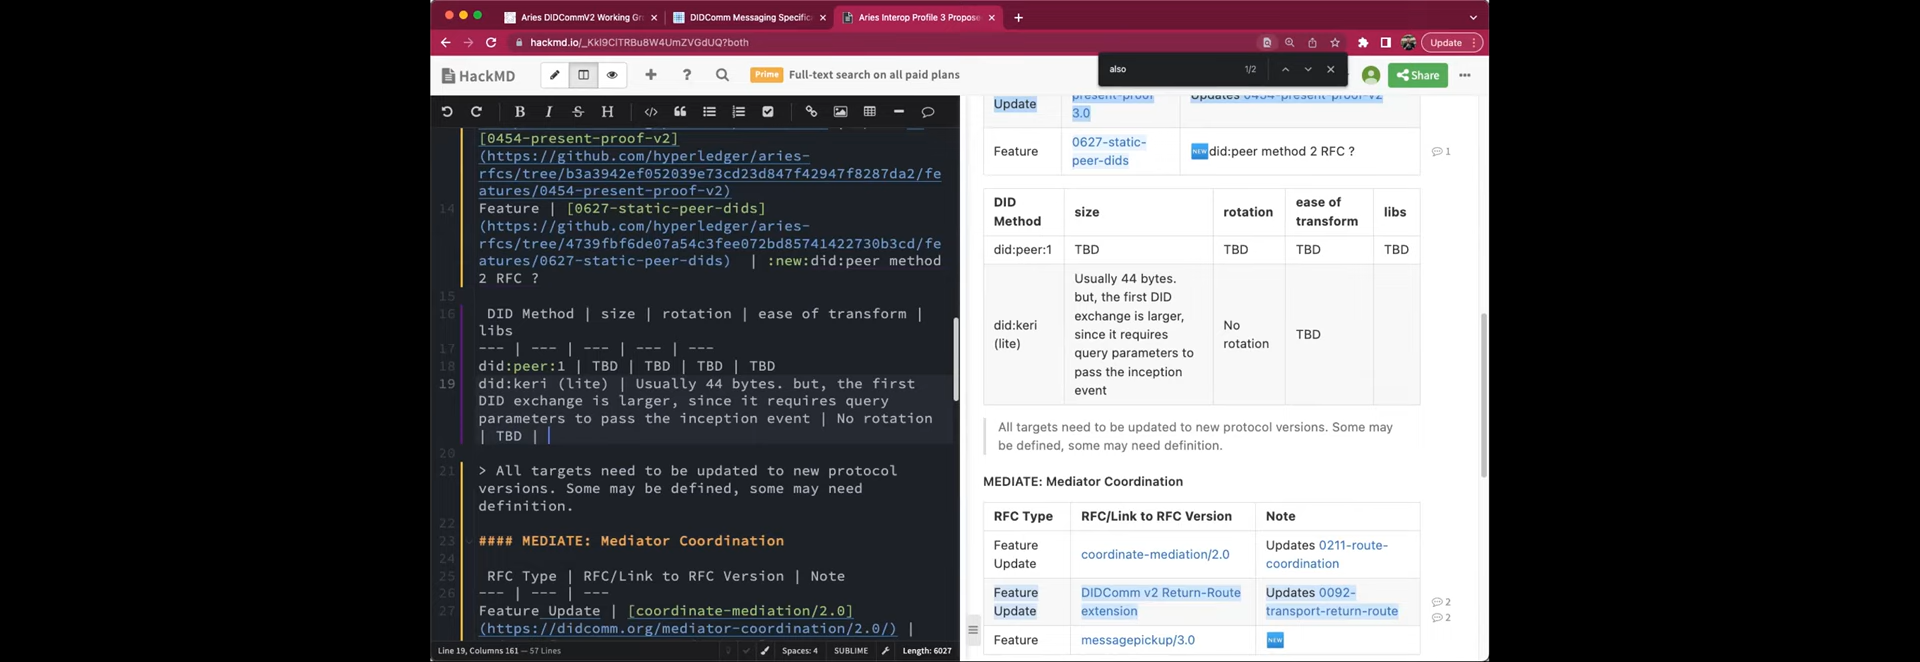 Aries DIDCommV2 Working Gr
DIDComm Messaging Specific
Aries Interop Profile 3 Propose
hackmd.io/_KkI9ClTRBu8W4UmZVGdUQ?both
Update
also
1/2
HackMD
Prime
Full-text search on all paid plans
Share
B I S H
[0454-present-proof-v2]
(https://github.com/hyperledger/aries-
rfcs/tree/b3a3942ef052039e73cd23d847f42947f8287da2/fe
atures/0454-present-proof-v2)
14 Feature | [0627-static-peer-dids]
(https://github.com/hyperledger/aries-
rfcs/tree/4739fbf6de07a54c3fee072bd85741422730b3cd/fe
atures/0627-static-peer-dids) | :new:did:peer method
2 RFC ?
15
16 DID Method | size | rotation | ease of transform |
libs
17 --- | --- | --- | --- | ---
18 did:peer:1 | TBD | TBD | TBD | TBD
19 did:keri (lite) | Usually 44 bytes. but, the first
DID exchange is larger, since it requires query
parameters to pass the inception event | No rotation
| TBD | |
20
21 > All targets need to be updated to new protocol
versions. Some may be defined, some may need
definition.
22
23 #### MEDIATE: Mediator Coordination
24
25 RFC Type | RFC/Link to RFC Version | Note
26 --- | --- | ---
27 Feature Update | [coordinate-mediation/2.0]
(https://didcomm.org/mediator-coordination/2.0/) |
Line 19, Columns 161 — 57 Lines
Spaces: 4
SUBLIME
Length: 6027
Update
present-proof
3.0
Updates 0454-present-proof-v2
Feature
0627-static-
peer-dids
NEW did:peer method 2 RFC ?
1
DID
Method
size
rotation
ease of
transform
libs
did:peer:1
TBD
TBD
TBD
TBD
did:keri
(lite)
Usually 44 bytes.
but, the first DID
exchange is larger,
since it requires
query parameters to
pass the inception
event
No
rotation
TBD
All targets need to be updated to new protocol versions. Some may
be defined, some may need definition.
MEDIATE: Mediator Coordination
RFC Type
RFC/Link to RFC Version
Note
Feature
Update
coordinate-mediation/2.0
Updates 0211-route-
coordination
Feature
Update
DIDComm v2 Return-Route
extension
Updates 0092-
transport-return-route
2
2
Feature
messagepickup/3.0
NEW